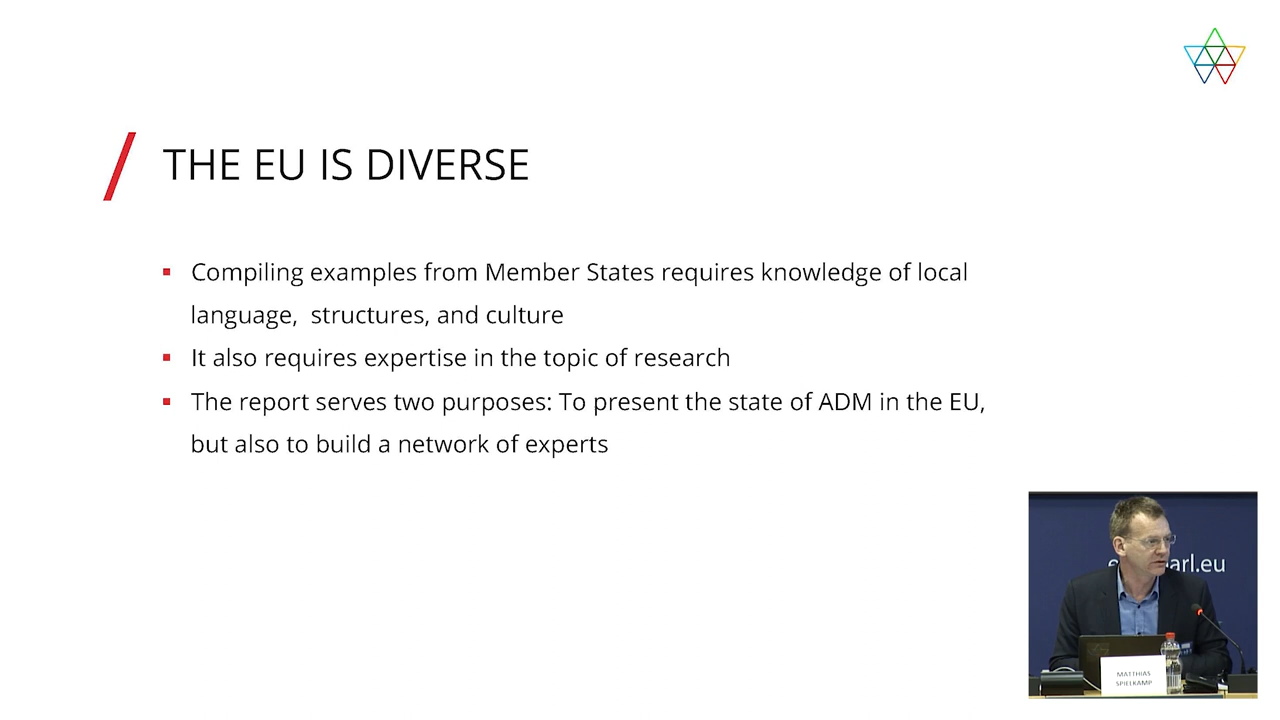 THE EU IS DIVERSE
Compiling examples from Member States requires knowledge of local
language,  structures, and culture
It also requires expertise in the topic of research
The report serves two purposes: To present the state of ADM in the EU,
but also to build a network of experts
arl.eu
MATTHIAS
SPIELKAMP